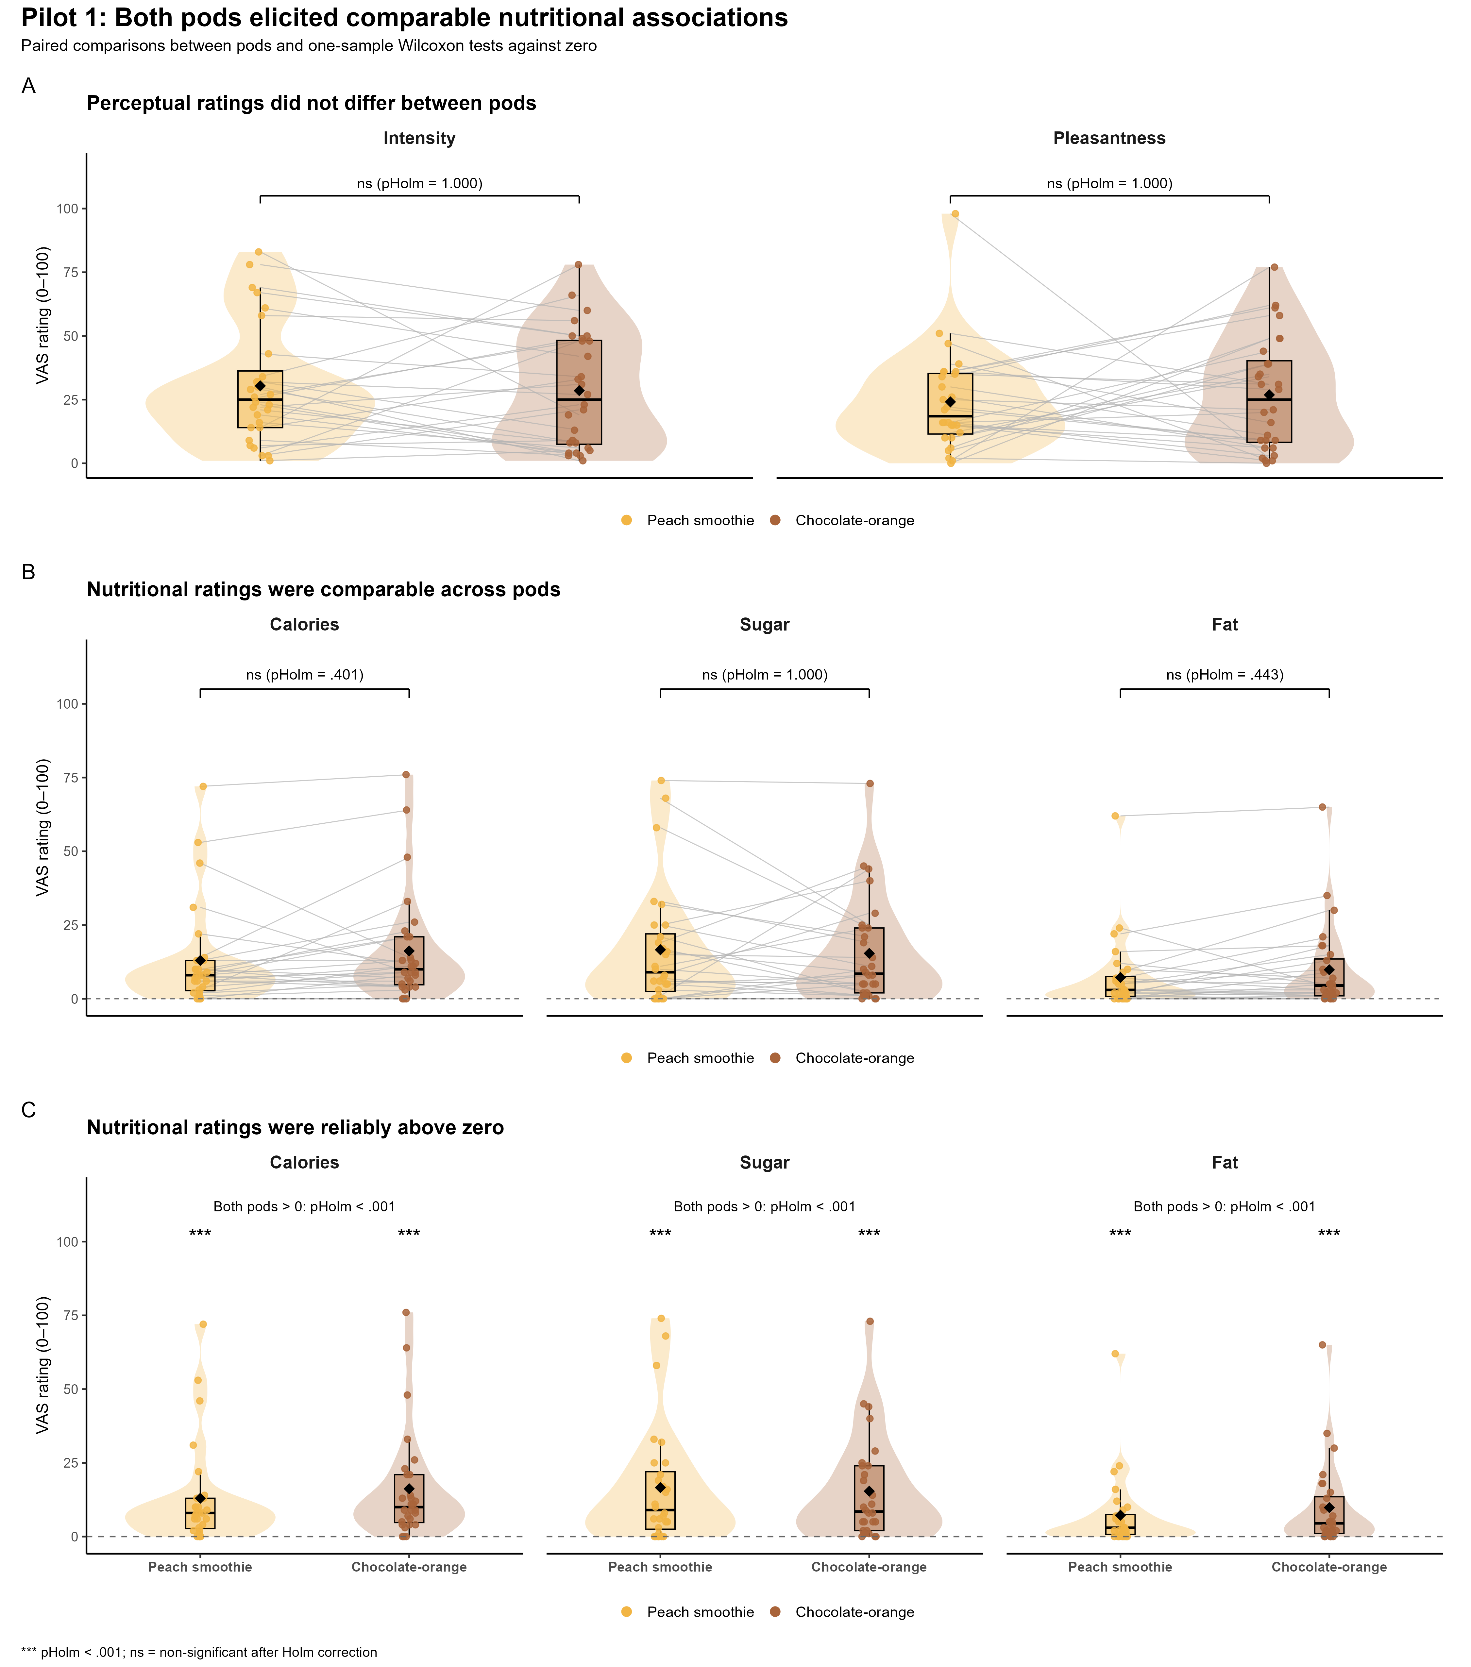 Pilot 1: Both pods elicited comparable nutritional associations
Paired comparisons between pods and one-sample Wilcoxon tests against zero
A
Perceptual ratings did not differ between pods
Intensity
Pleasantness
ns (pHolm = 1.000)
ns (pHolm = 1.000)
VAS rating (0–100)
100
75
50
25
0
Peach smoothie
Chocolate-orange
B
Nutritional ratings were comparable across pods
Calories
Sugar
Fat
ns (pHolm = .401)
ns (pHolm = 1.000)
ns (pHolm = .443)
VAS rating (0–100)
100
75
50
25
0
Peach smoothie
Chocolate-orange
C
Nutritional ratings were reliably above zero
Calories
Sugar
Fat
Both pods > 0: pHolm < .001
Both pods > 0: pHolm < .001
Both pods > 0: pHolm < .001
***
***
***
***
***
***
VAS rating (0–100)
100
75
50
25
0
Peach smoothie
Chocolate-orange
Peach smoothie
Chocolate-orange
Peach smoothie
Chocolate-orange
Peach smoothie
Chocolate-orange
*** pHolm < .001; ns = non-significant after Holm correction